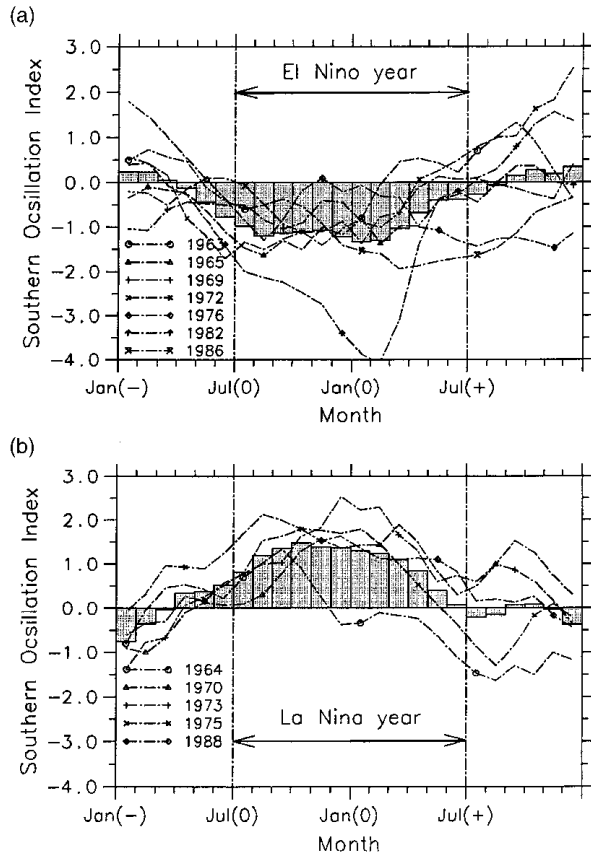 (a)
3.0
2.0
1.0
0.0
-1.0
-2.0
-3.0
-4.0
Southern Ocsillation Index
El Nino year
1963
1965
1969
1972
1976
1982
1986
Jan(-)
Jul(0)
Jan(0)
Jul(+)
Month
(b)
3.0
2.0
1.0
0.0
-1.0
-2.0
-3.0
-4.0
Southern Ocsillation Index
1964
1970
1973
1975
1988
La Nina year
Jan(-)
Jul(0)
Jan(0)
Jul(+)
Month